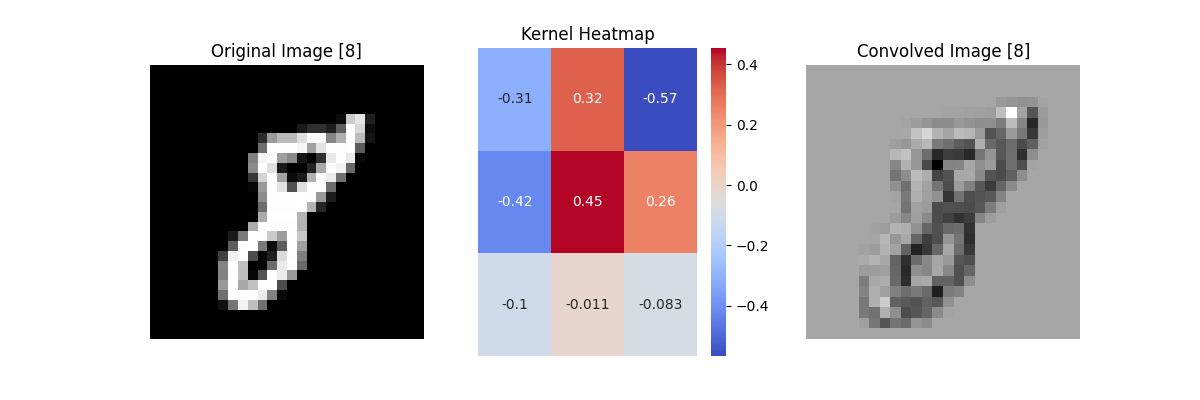 Original Image [8]
Kernel Heatmap
Convolved Image [8]
-0.31 0.32 -0.57
-0.42 0.45 0.26
-0.1 -0.011 -0.083
0.4
0.2
0.0
−0.2
−0.4